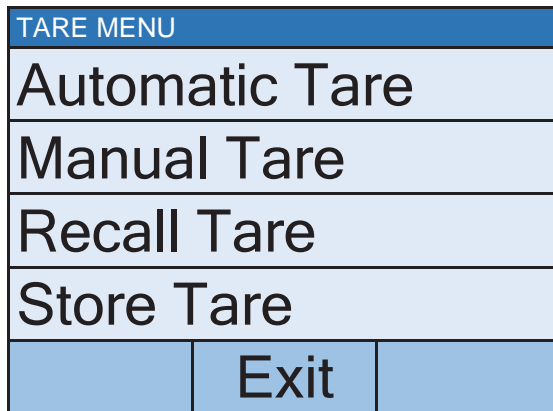 TARE MENU
Automatic Tare
Manual Tare
Recall Tare
Store Tare
Exit